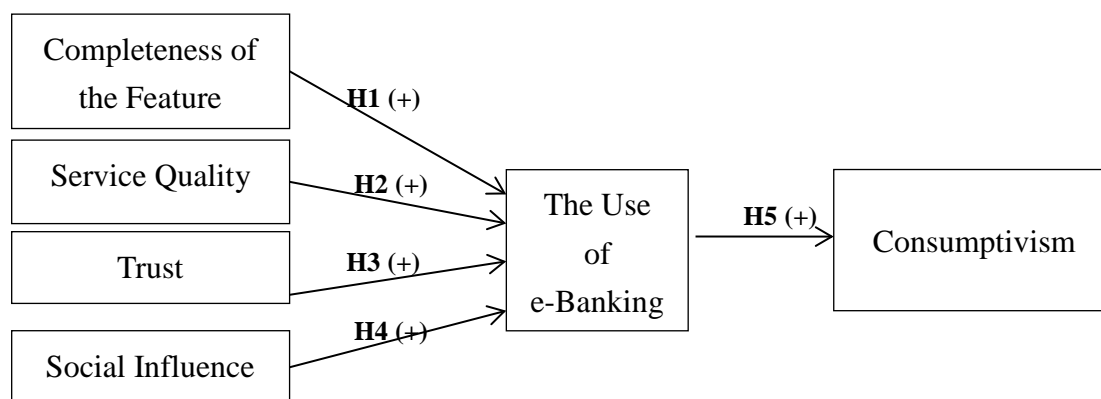 Completeness of
the Feature
H1 (+)
Service Quality
H2 (+)
The Use
of
e-Banking
H5 (+)
Consumptivism
Trust
H3 (+)
Social Influence
H4 (+)